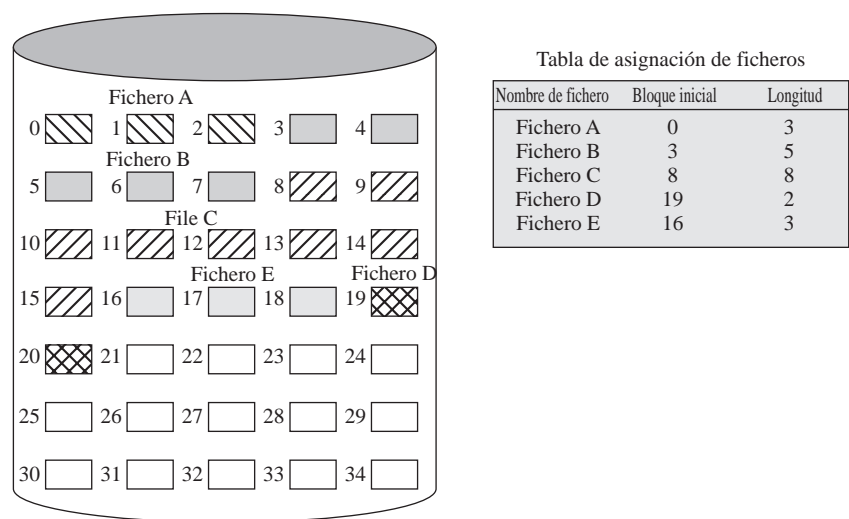 Fichero A
0 1 2 3 4
Fichero B
5 6 7 8 9
File C
10 11 12 13 14
Fichero E Fichero D
15 16 17 18 19
20 21 22 23 24
25 26 27 28 29
30 31 32 33 34
Tabla de asignación de ficheros
Nombre de fichero Bloque inicial Longitud
Fichero A 0 3
Fichero B 3 5
Fichero C 8 8
Fichero D 19 2
Fichero E 16 3